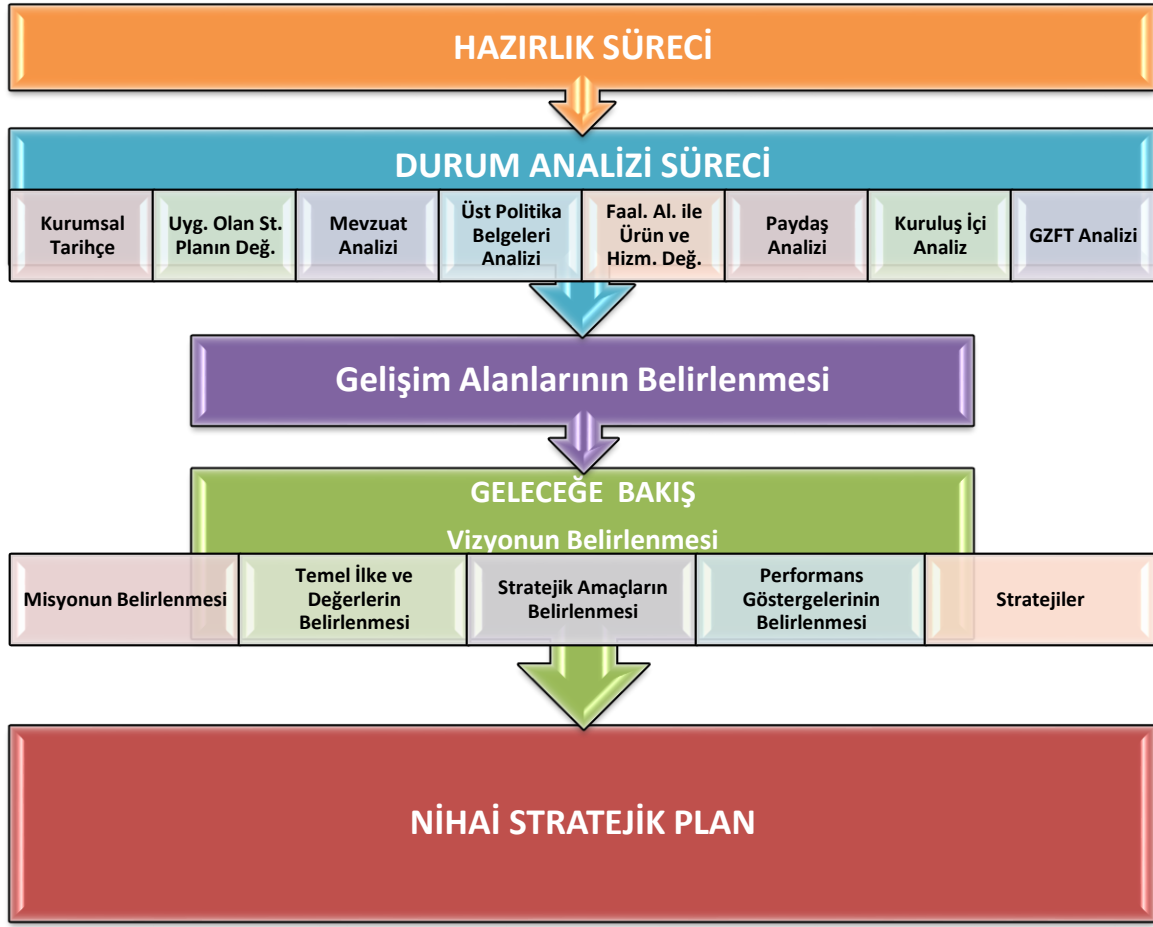 HAZIRLIK SÜRECİ
DURUM ANALİZİ SÜRECİ
Kurumsal
Tarihçe
Uyg. Olan St.
Planın Değ.
Mevzuat
Analizi
Üst Politika
Belgeleri
Analizi
Faal. Al. ile
Ürün ve
Hizm. Değ.
Paydaş
Analizi
Kuruluş İçi
Analiz
GZFT Analizi
Gelişim Alanlarının Belirlenmesi
GELECEĞE  BAKIŞ
Vizyonun Belirlenmesi
Misyonun Belirlenmesi
Temel İlke ve
Değerlerin
Belirlenmesi
Stratejik Amaçların
Belirlenmesi
Performans
Göstergelerinin
Belirlenmesi
Stratejiler
NİHAİ STRATEJİK PLAN